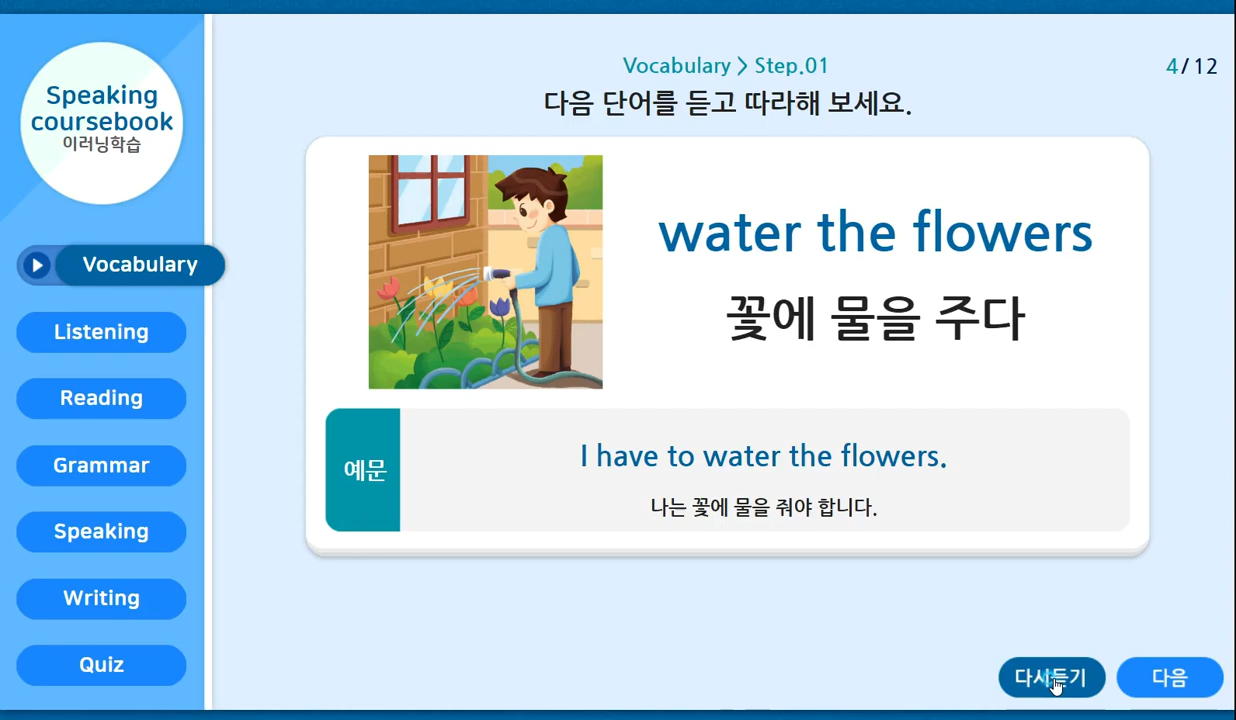 Speaking
coursebook
이러닝학습
Vocabulary
Listening
Reading
Grammar
Speaking
Writing
Quiz
Vocabulary > Step.01
4/12
다음 단어를 듣고 따라해 보세요.
water the flowers
꽃에 물을 주다
예문
I have to water the flowers.
나는 꽃에 물을 줘야 합니다.
다시듣기
다음